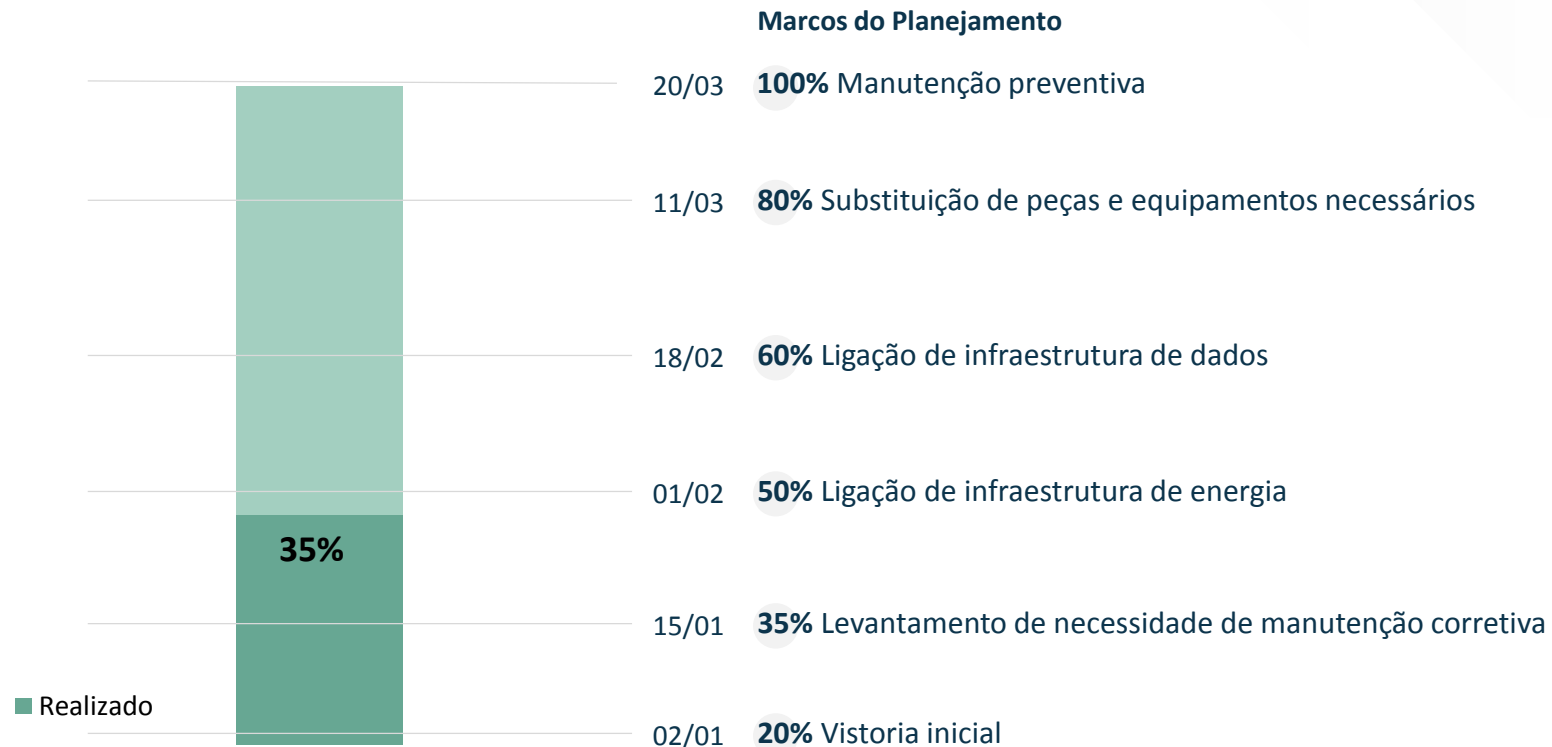 Marcos do Planejamento
20/03 100% Manutenção preventiva
11/03 80% Substituição de peças e equipamentos necessários
18/02 60% Ligação de infraestrutura de dados
01/02 50% Ligação de infraestrutura de energia
35%
15/01 35% Levantamento de necessidade de manutenção corretiva
Realizado
02/01 20% Vistoria inicial